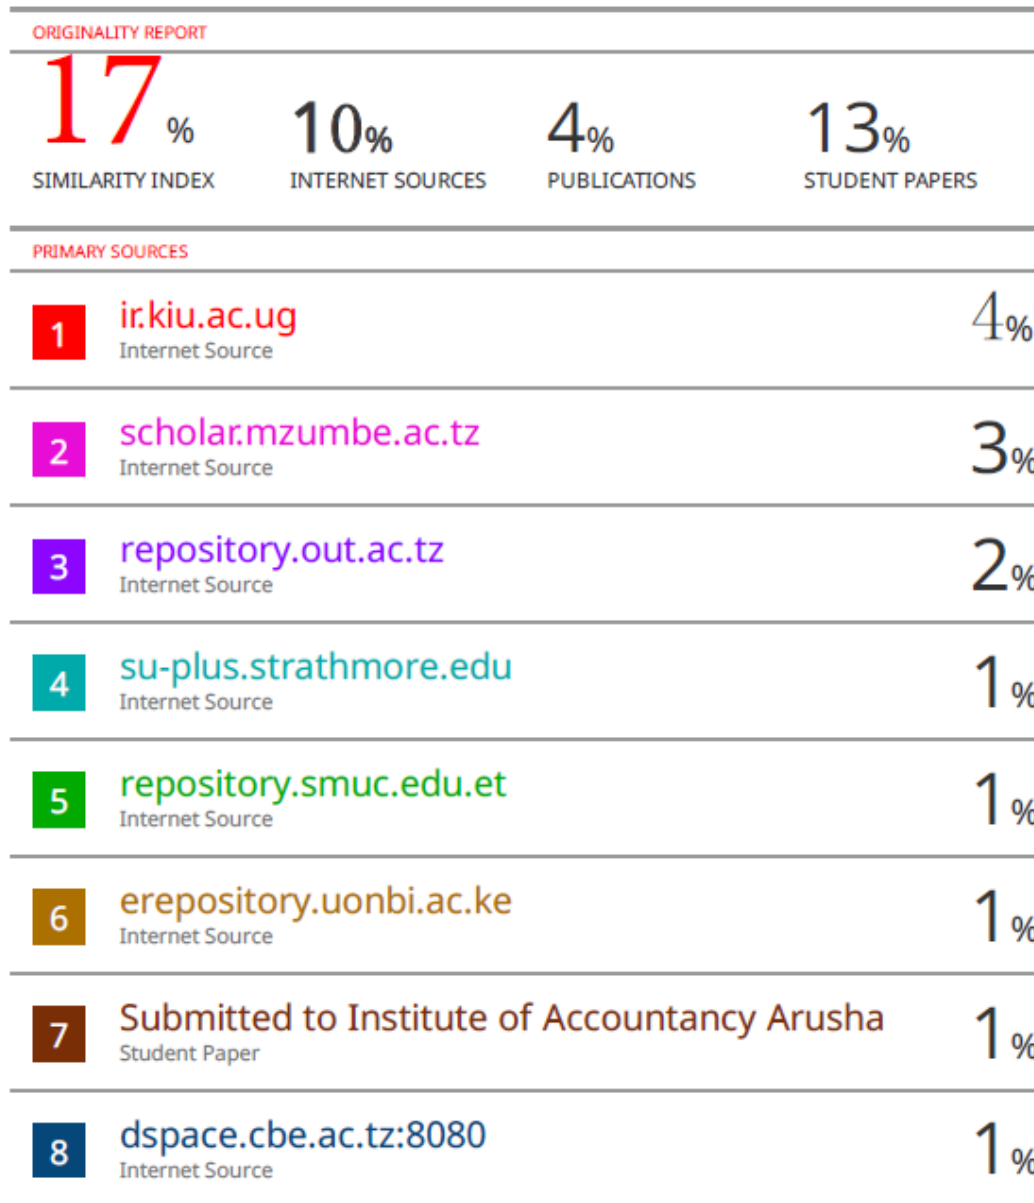 ORIGINALITY REPORT
17%
10%
4%
13%
SIMILARITY INDEX
INTERNET SOURCES
PUBLICATIONS
STUDENT PAPERS
PRIMARY SOURCES
1
ir.kiu.ac.ug
Internet Source
4%
2
scholar.mzumbe.ac.tz
Internet Source
3%
3
repository.out.ac.tz
Internet Source
2%
4
su-plus.strathmore.edu
Internet Source
1%
5
repository.smuc.edu.et
Internet Source
1%
6
erepository.uonbi.ac.ke
Internet Source
1%
7
Submitted to Institute of Accountancy Arusha
Student Paper
1%
8
dspace.cbe.ac.tz:8080
Internet Source
1%